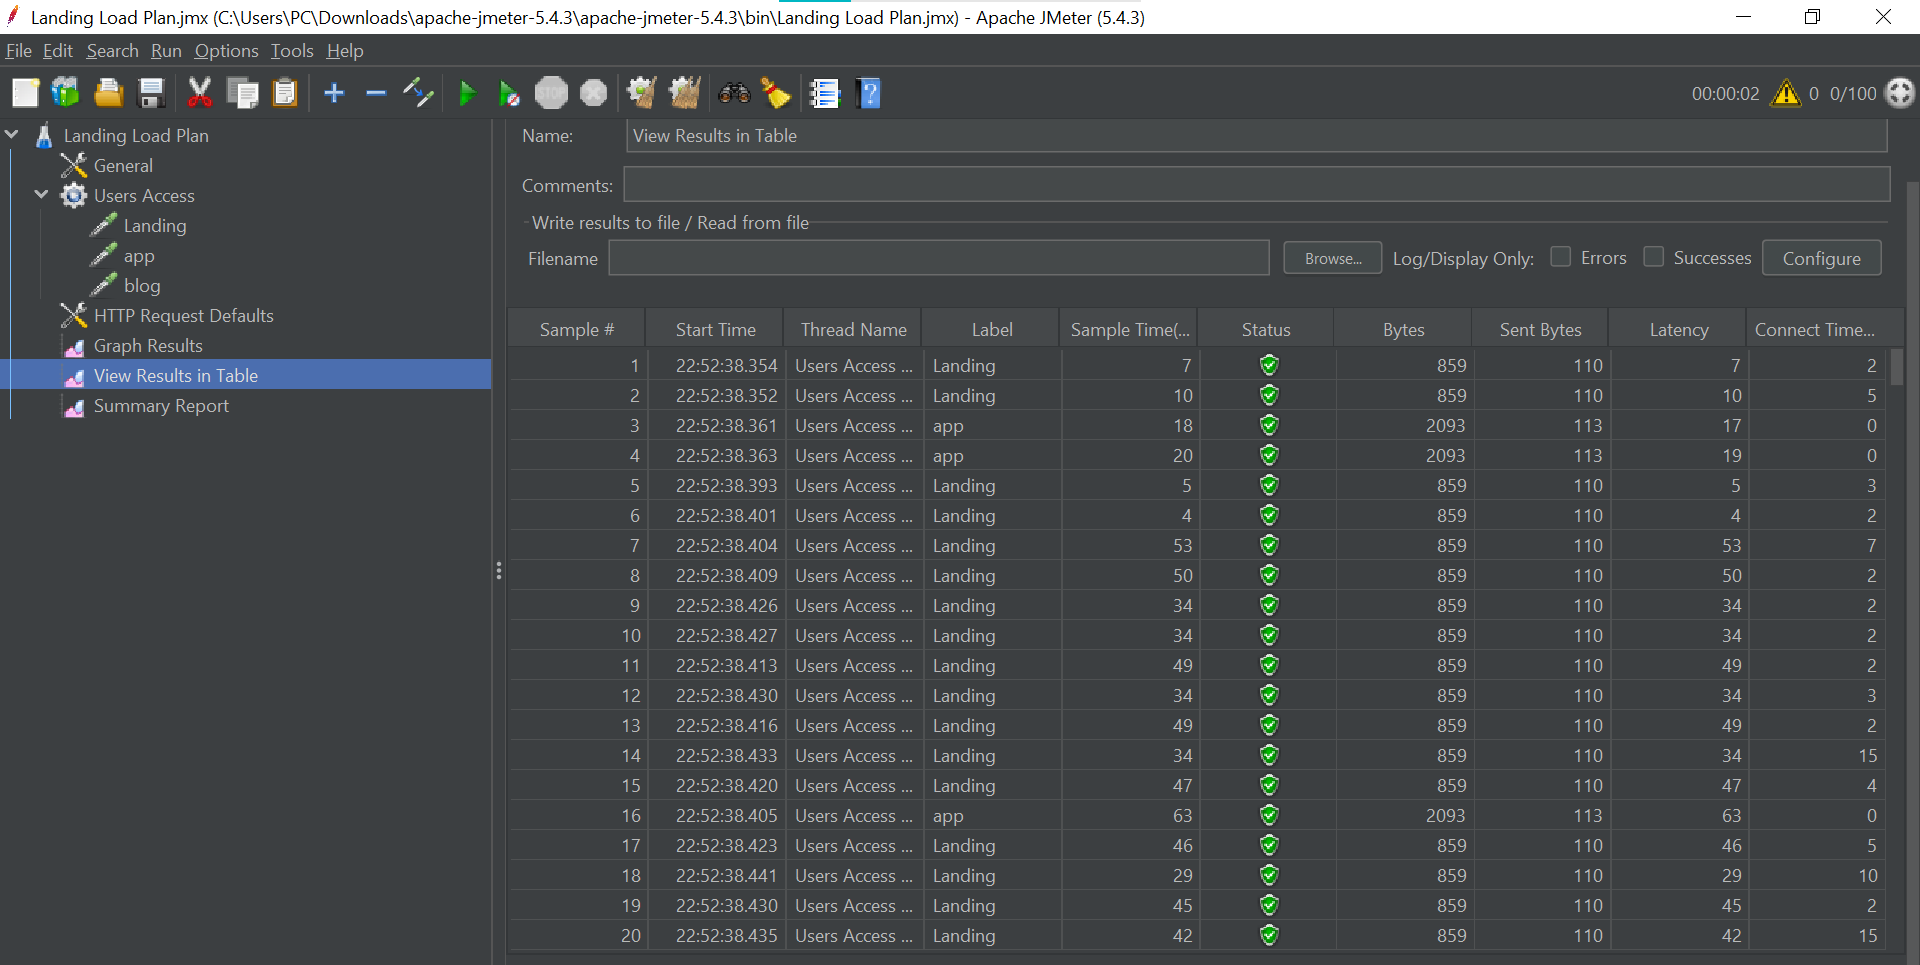 Landing Load Plan.jmx (C:\Users\PC\Downloads\apache-jmeter-5.4.3\apache-jmeter-5.4.3\bin\Landing Load Plan.jmx) - Apache JMeter (5.4.3)
File Edit Search Run Options Tools Help
STOP 00:00:02 0 0/100
Landing Load Plan
General
Users Access
Landing
app
blog
HTTP Request Defaults
Graph Results
View Results in Table
Summary Report
Name: View Results in Table
Comments:
Write results to file / Read from file
Filename Browse... Log/Display Only: Errors Successes Configure
Sample # Start Time Thread Name Label Sample Time(... Status Bytes Sent Bytes Latency Connect Time...
1 22:52:38.354 Users Access ... Landing 7 859 110 7 2
2 22:52:38.352 Users Access ... Landing 10 859 110 10 5
3 22:52:38.361 Users Access ... app 18 2093 113 17 0
4 22:52:38.363 Users Access ... app 20 2093 113 19 0
5 22:52:38.393 Users Access ... Landing 5 859 110 5 3
6 22:52:38.401 Users Access ... Landing 4 859 110 4 2
7 22:52:38.404 Users Access ... Landing 53 859 110 53 7
8 22:52:38.409 Users Access ... Landing 50 859 110 50 2
9 22:52:38.426 Users Access ... Landing 34 859 110 34 2
10 22:52:38.427 Users Access ... Landing 34 859 110 34 2
11 22:52:38.413 Users Access ... Landing 49 859 110 49 2
12 22:52:38.430 Users Access ... Landing 34 859 110 34 3
13 22:52:38.416 Users Access ... Landing 49 859 110 49 2
14 22:52:38.433 Users Access ... Landing 34 859 110 34 15
15 22:52:38.420 Users Access ... Landing 47 859 110 47 4
16 22:52:38.405 Users Access ... app 63 2093 113 63 0
17 22:52:38.423 Users Access ... Landing 46 859 110 46 5
18 22:52:38.441 Users Access ... Landing 29 859 110 29 10
19 22:52:38.430 Users Access ... Landing 45 859 110 45 2
20 22:52:38.435 Users Access ... Landing 42 859 110 42 15